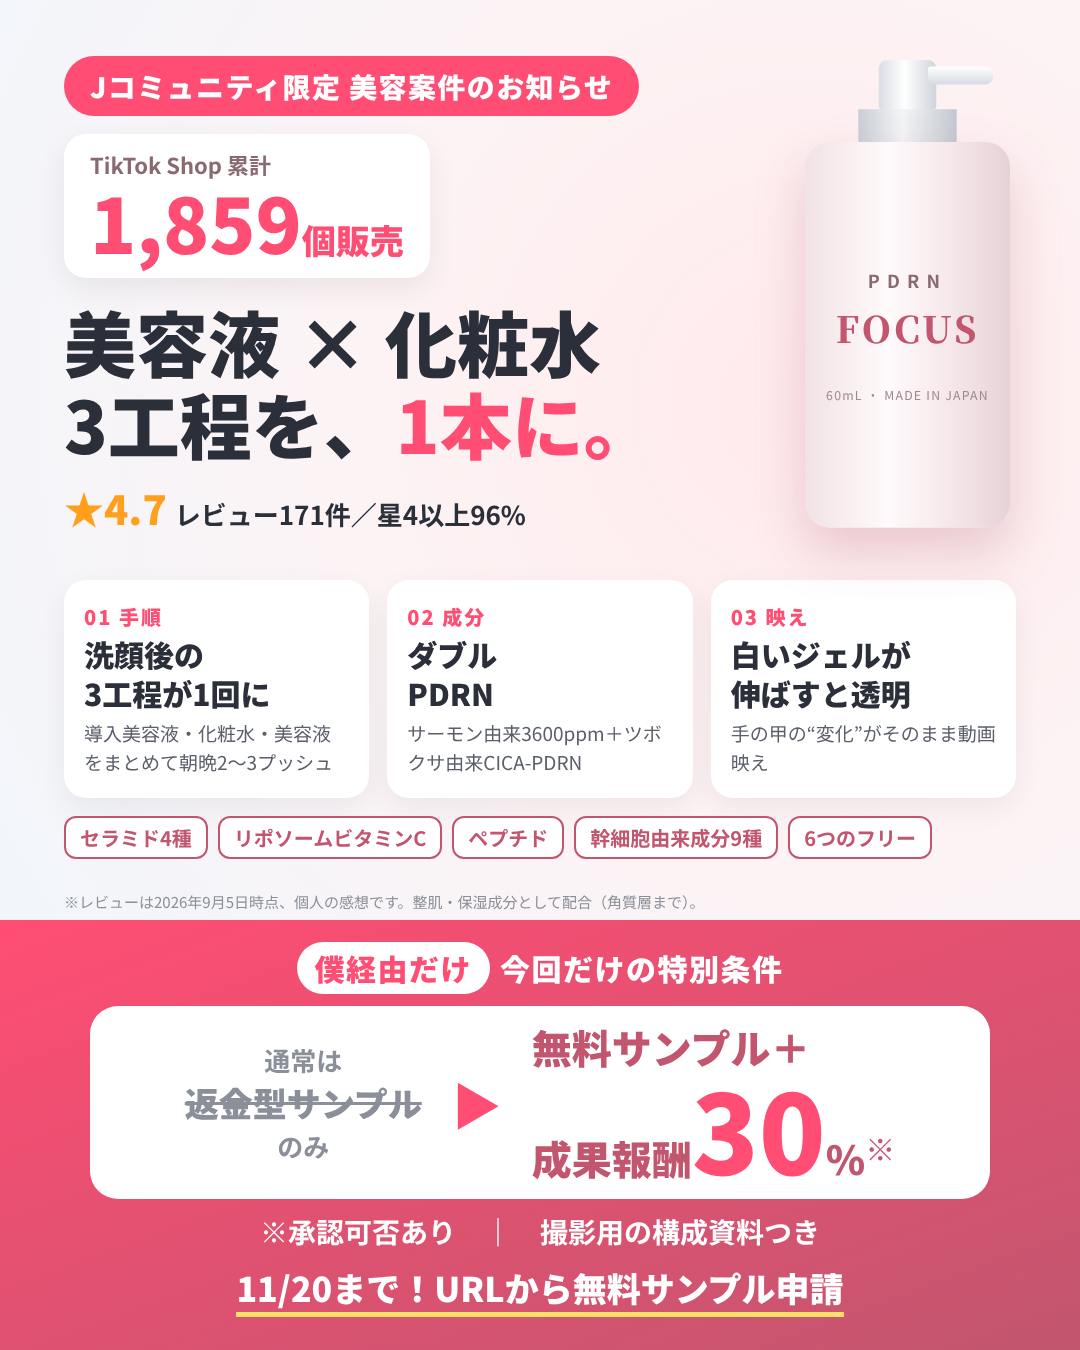 Jコミュニティ限定 美容案件のお知らせ
TikTok Shop 累計
1,859個販売
美容液 × 化粧水
3工程を、1本に。
★4.7 レビュー171件／星4以上96%
PDRN
FOCUS
60mL ・ MADE IN JAPAN
01 手順
洗顔後の
3工程が1回に
導入美容液・化粧水・美容液
をまとめて朝晩2〜3プッシュ
02 成分
ダブル
PDRN
サーモン由来3600ppm＋ツボ
クサ由来CICA-PDRN
03 映え
白いジェルが
伸ばすと透明
手の甲の“変化”がそのまま動画
映え
セラミド4種
リポソームビタミンC
ペプチド
幹細胞由来成分9種
6つのフリー
※レビューは2026年9月5日時点、個人の感想です。整肌・保湿成分として配合（角質層まで）。
僕経由だけ 今回だけの特別条件
通常は
返金型サンプル
のみ
▶
無料サンプル＋
成果報酬30%※
※承認可否あり ｜ 撮影用の構成資料つき
11/20まで！URLから無料サンプル申請